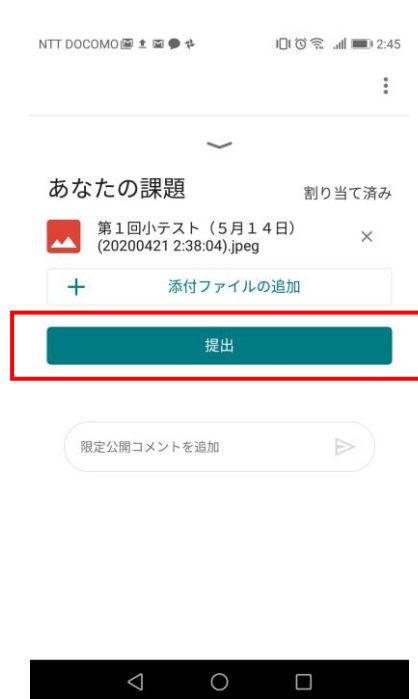 NTT DOCOMO 2:45
あなたの課題 割り当て済み
第１回小テスト（５月１４日）
(20200421 2:38:04).jpeg
添付ファイルの追加
提出
限定公開コメントを追加